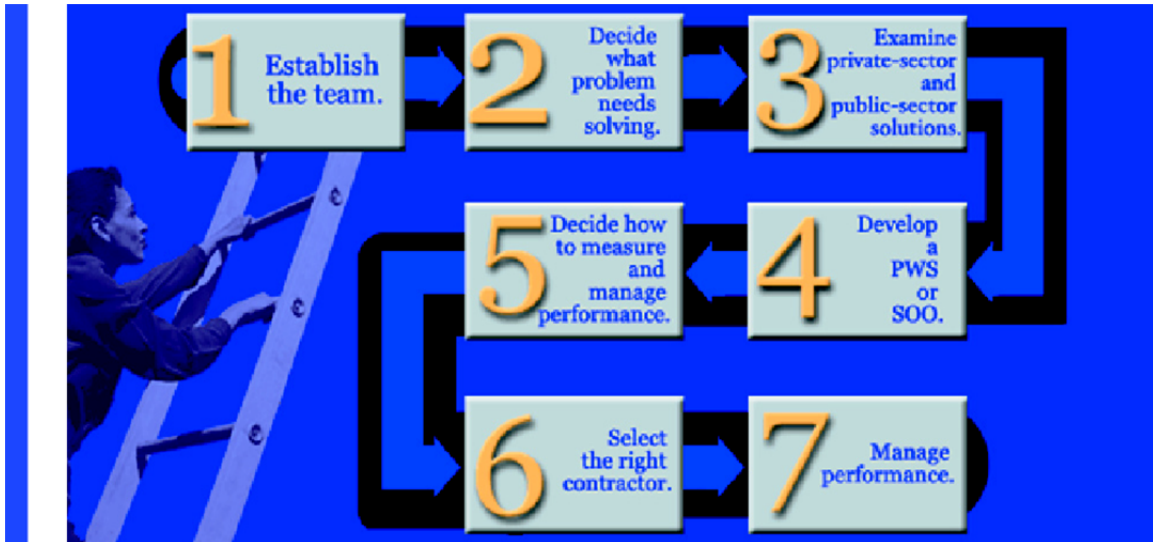 1
Establish
the team.
2
Decide
what
problem
needs
solving.
3
Examine
private-sector
and
public-sector
solutions.
4
Develop
a
PWS
or
SOO.
5
Decide how
to measure
and
manage
performance.
6
Select
the right
contractor.
7
Manage
performance.